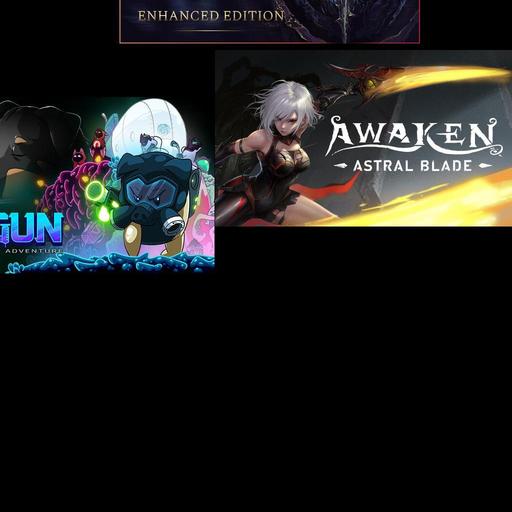 ENHANCED EDITION
AWAKEN
ASTRAL BLADE
GUN
ADVENTURE